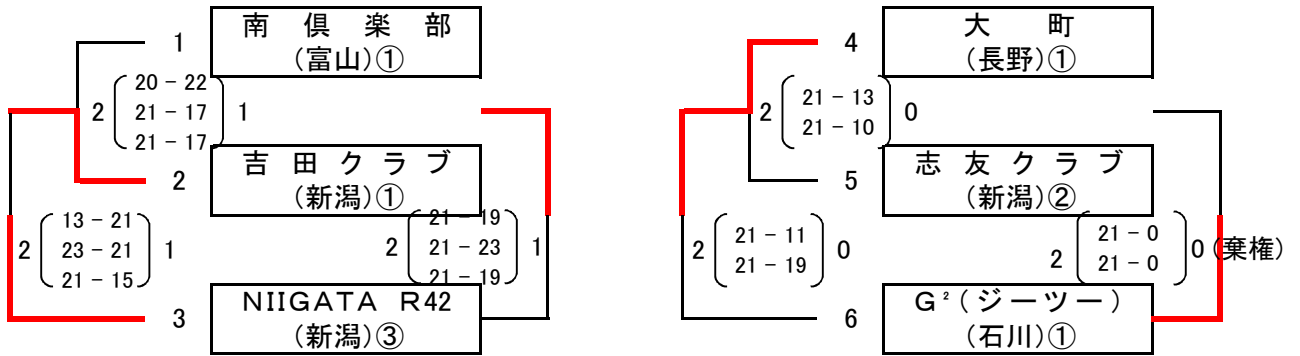 1
南倶楽部
(富山)①
2
20 - 22
21 - 17
21 - 17
1
2
吉田クラブ
(新潟)①
2
13 - 21
23 - 21
21 - 15
1
2
21 - 19
21 - 23
21 - 19
1
3
NIIGATA R42
(新潟)③
4
大町
(長野)①
2
21 - 13
21 - 10
0
5
志友クラブ
(新潟)②
2
21 - 11
21 - 19
0
2
21 - 0
21 - 0
0(棄権)
6
G²(ジーツー)
(石川)①